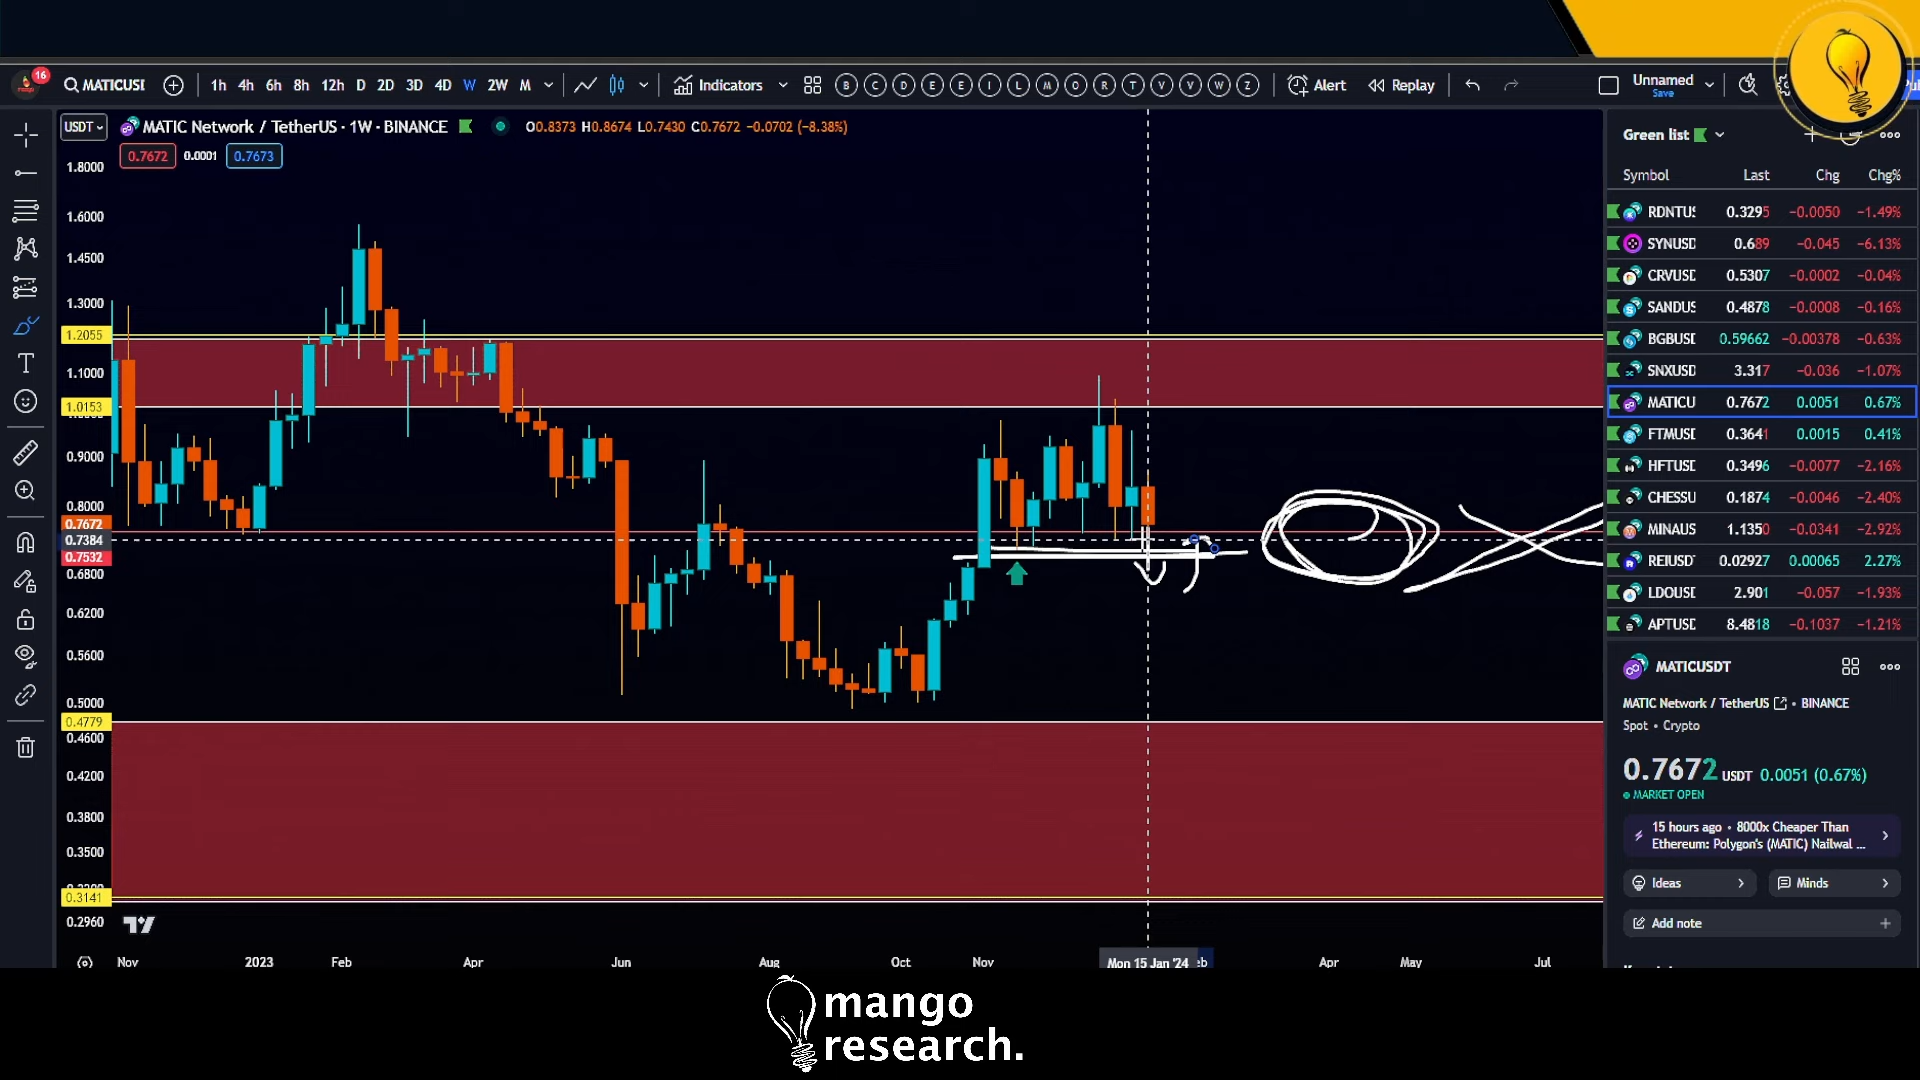 16 MATICUSI 1h 4h 6h 8h 12h D 2D 3D 4D W 2W M Indicators B C D E E I L M O R T V V W Z Alert Replay Unnamed
Save
USDT MATIC Network / TetherUS · 1W · BINANCE O0.8373 H0.8674 L0.7430 C0.7672 −0.0702 (−8.38%)
0.7672 0.0001 0.7673
1.8000
1.6000
1.4500
1.3000
1.2055
1.1000
1.0153
0.9000
0.8000
0.7672
0.7384
0.7532
0.6800
0.6200
0.5600
0.5000
0.4779
0.4600
0.4200
0.3800
0.3500
0.3141
0.2960
Nov 2023 Feb Apr Jun Aug Oct Nov Mon 15 Jan '24 eb Apr May Jul
Green list
Symbol Last Chg Chg%
RDNTUS 0.3295 −0.0050 −1.49%
SYNUSD 0.689 −0.045 −6.13%
CRVUSD 0.5307 −0.0002 −0.04%
SANDUS 0.4878 −0.0008 −0.16%
BGBUSD 0.59662 −0.00378 −0.63%
SNXUSD 3.317 −0.036 −1.07%
MATICU 0.7672 0.0051 0.67%
FTMUSD 0.3641 0.0015 0.41%
HFTUSD 0.3496 −0.0077 −2.16%
CHESSU 0.1874 −0.0046 −2.40%
MINAUS 1.1350 −0.0341 −2.92%
REIUSD 0.02927 0.00065 2.27%
LDOUSD 2.901 −0.057 −1.93%
APTUSD 8.4818 −0.1037 −1.21%
MATICUSDT
MATIC Network / TetherUS • BINANCE
Spot • Crypto
0.7672 USDT 0.0051 (0.67%)
MARKET OPEN
15 hours ago • 8000x Cheaper Than
Ethereum: Polygon's (MATIC) Nailwal ...
Ideas Minds
Add note
mango
research.